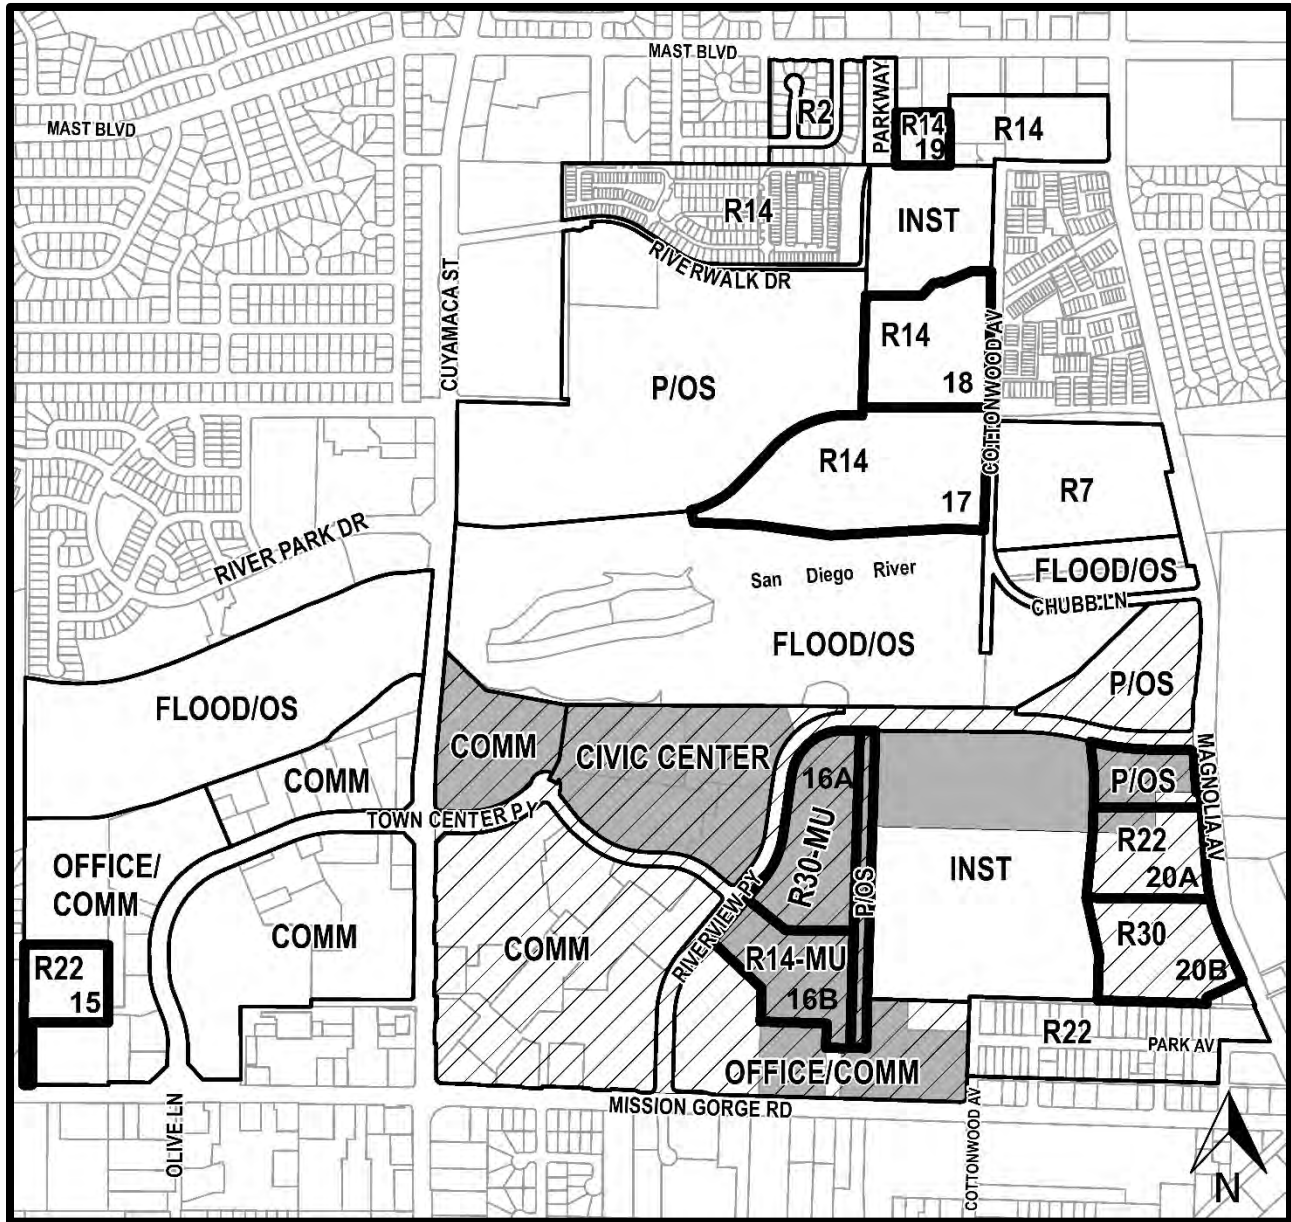 MAST BLVD
MAST BLVD
R2
PARKWAY
R14
19
R14
R14
INST
RIVERWALK DR
CUYAMACA ST
R14
18
COTTONWOOD AV
P/OS
R14
17
R7
RIVER PARK DR
San Diego River
FLOOD/OS
CHUBB LN
FLOOD/OS
P/OS
FLOOD/OS
COMM
CIVIC CENTER
MAGNOLIA AV
COMM
16A
P/OS
TOWN CENTER PY
R30-MU
R22
20A
OFFICE/
COMM
INST
P/OS
RIVERVIEW PY
COMM
COMM
R30
20B
R14-MU
16B
R22
15
R22
PARK AV
OFFICE/COMM
MISSION GORGE RD
OLIVE LN
COTTONWOOD AV
N